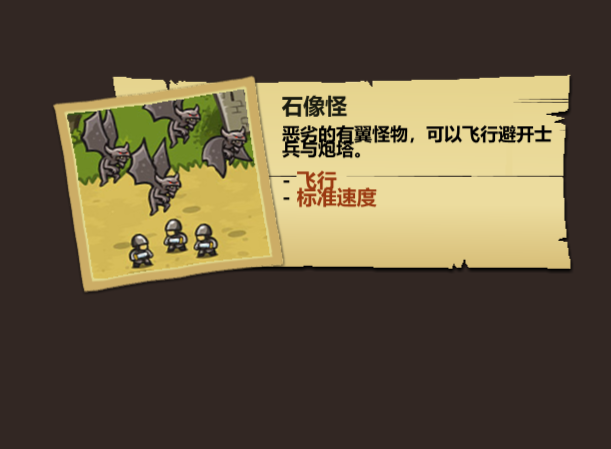 石像怪
恶劣的有翼怪物，可以飞行避开士
兵与炮塔。
- 飞行
- 标准速度